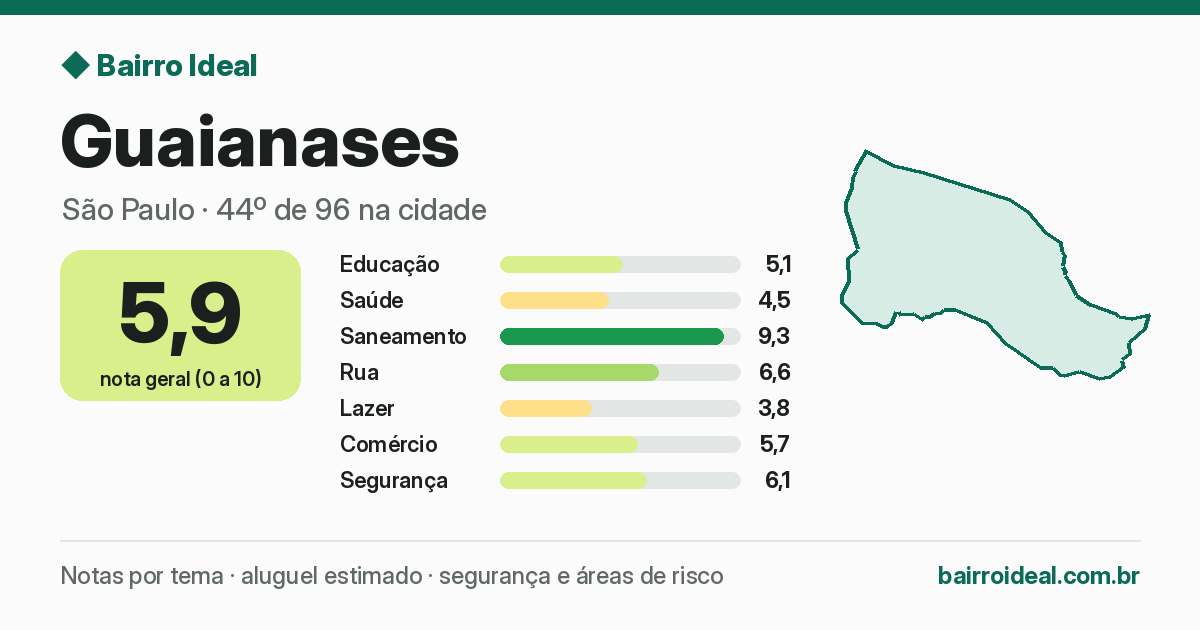 Bairro Ideal
Guaianases
São Paulo · 44º de 96 na cidade
5,9
nota geral (0 a 10)
Educação 5,1
Saúde 4,5
Saneamento 9,3
Rua 6,6
Lazer 3,8
Comércio 5,7
Segurança 6,1
Notas por tema · aluguel estimado · segurança e áreas de risco
bairroideal.com.br